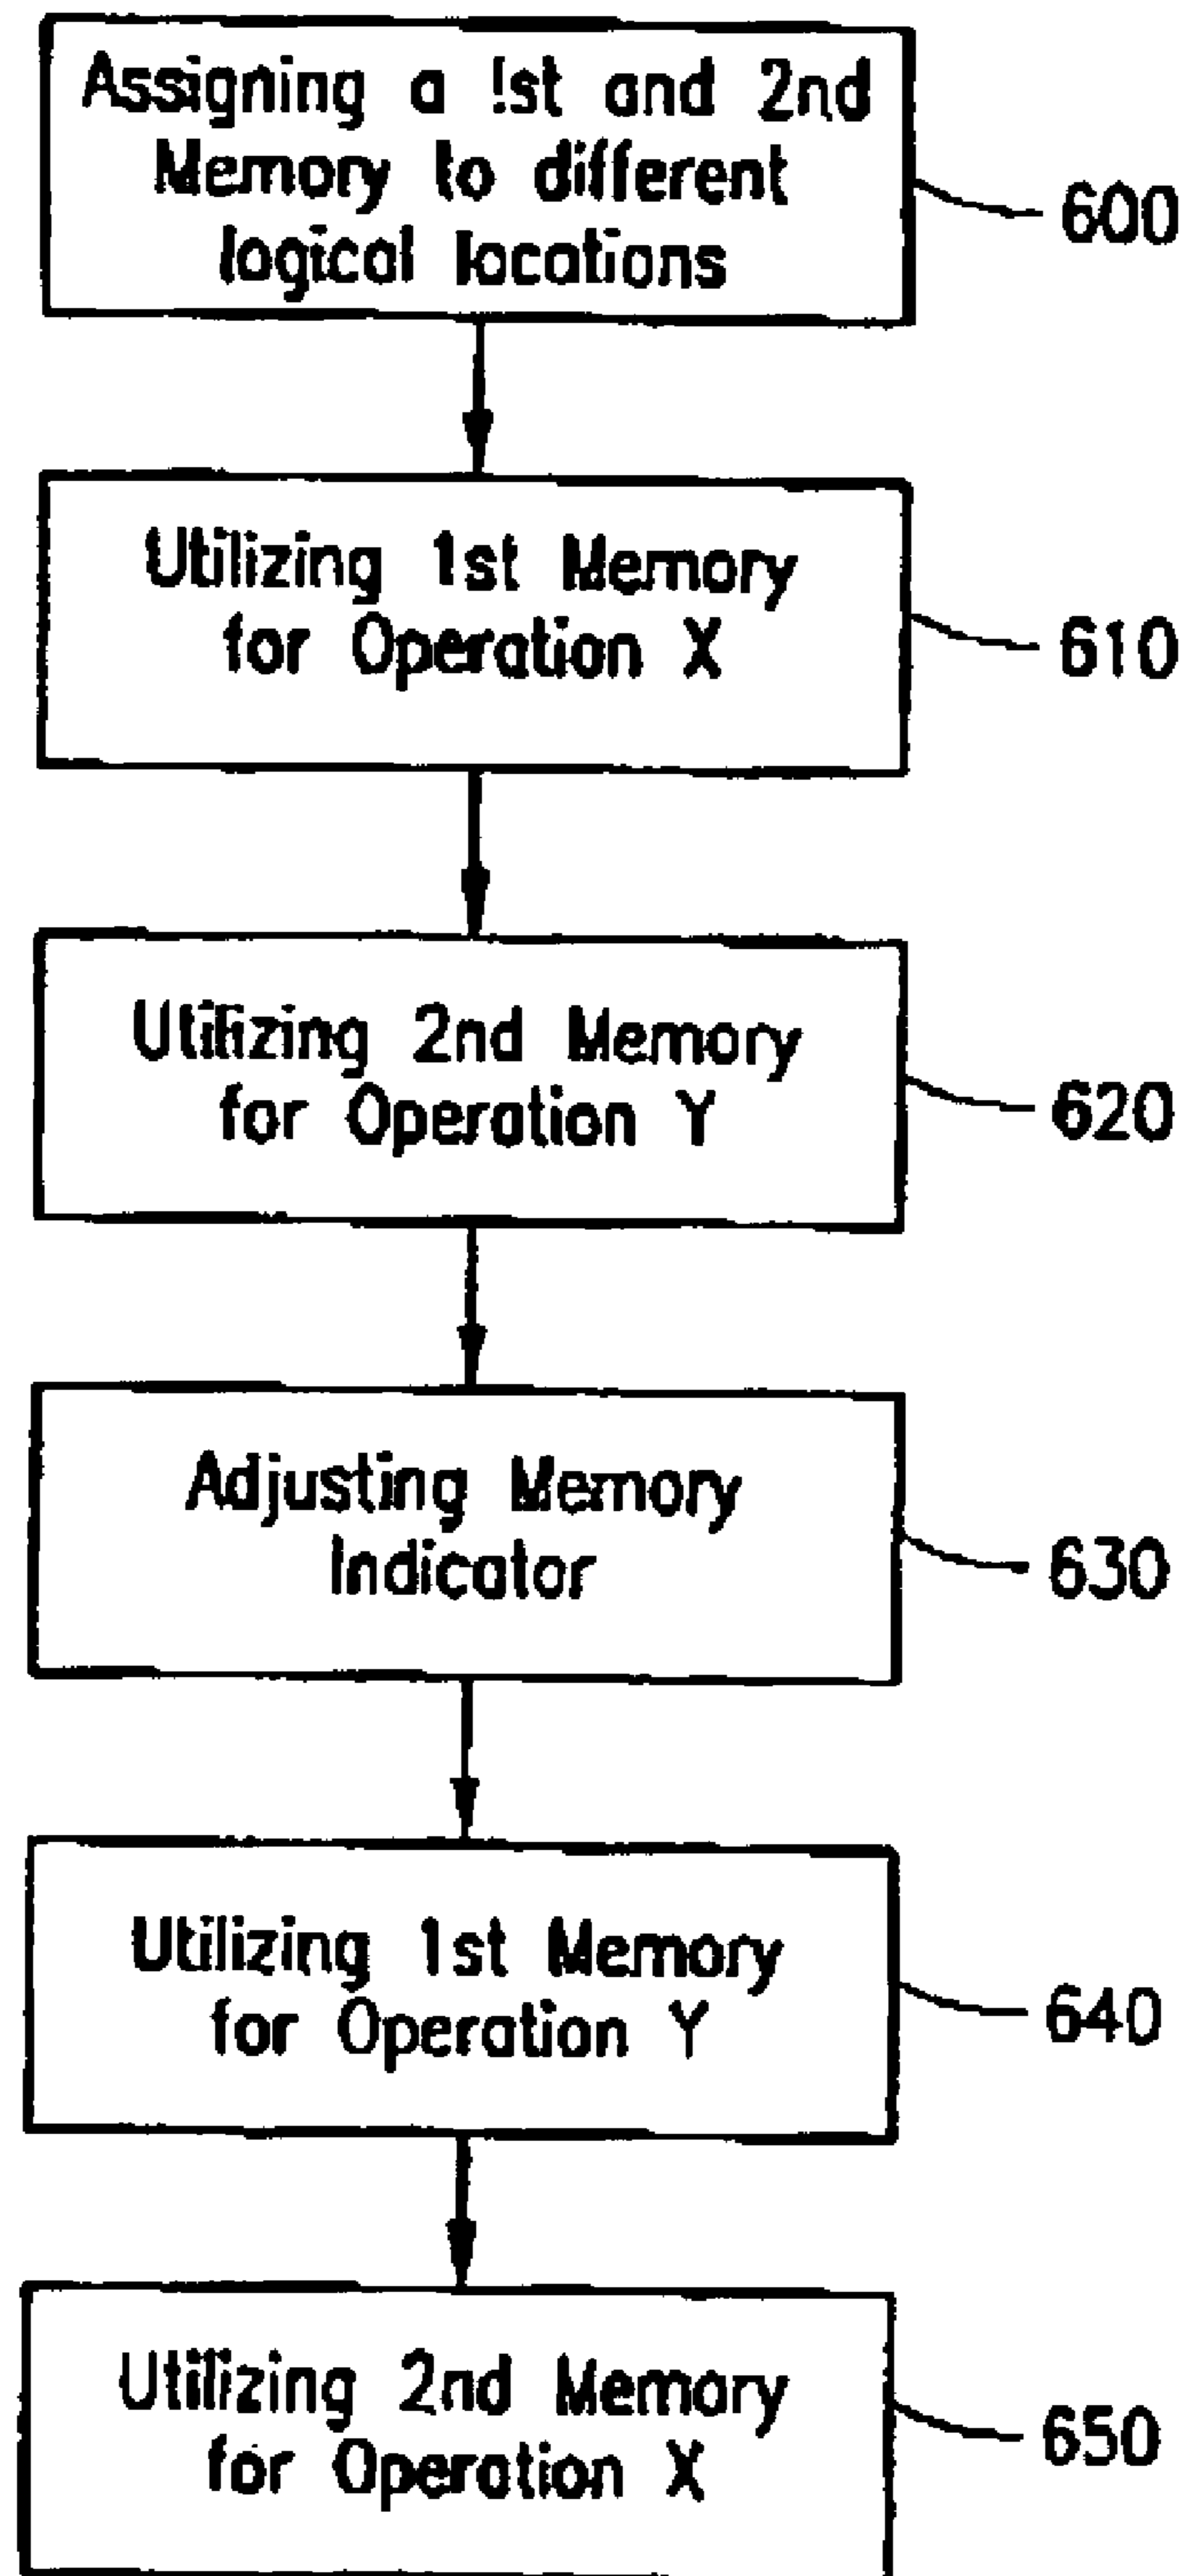 Assigning a 1st and 2nd
Memory to different
logical locations
600
Utilizing 1st Memory
for Operation X
610
Utilizing 2nd Memory
for Operation Y
620
Adjusting Memory
Indicator
630
Utilizing 1st Memory
for Operation Y
640
Utilizing 2nd Memory
for Operation X
650